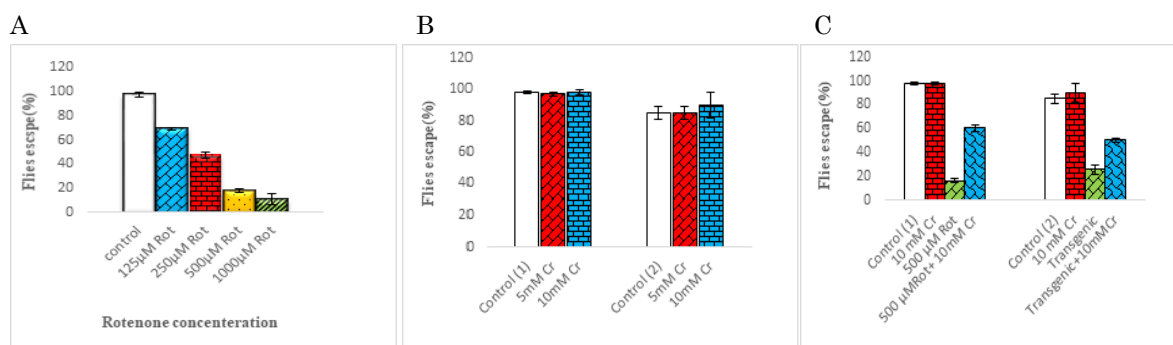 A
B
C
Flies escspe(%)
120
100
80
60
40
20
0
control
125µM Rot
250µM Rot
500µM Rot
1000µM Rot
Rotenone concenteration
Flies escape(%)
120
100
80
60
40
20
0
Control (1)
5mM Cr
10mM Cr
Control (2)
5mM Cr
10mM Cr
Flies escape(%)
120
100
80
60
40
20
0
Control (1)
10 mM Cr
500 µM Rot
500 µMRot+ 10mM Cr
Control (2)
10 mM Cr
Transgenic
Transgenic+10mMCr